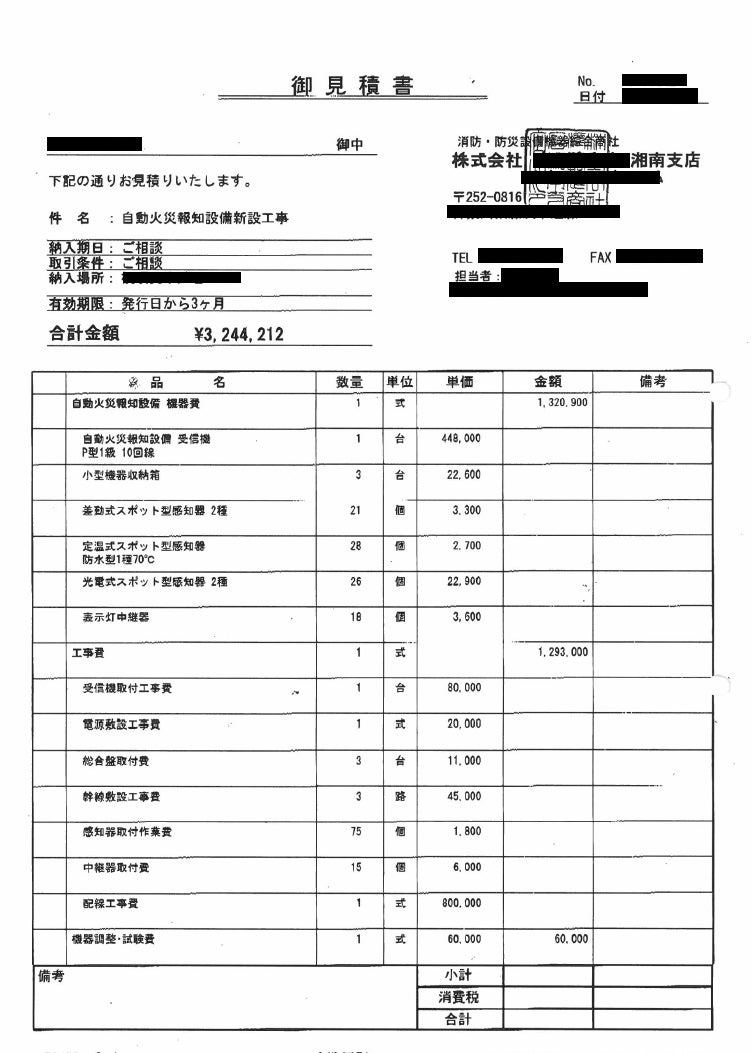 御見積書
No.
日付
御中
下記の通りお見積りいたします。
件 名 : 自動火災報知設備新設工事
納入期日 : ご相談
取引条件 : ご相談
納入場所 :
有効期限 : 発行日から3ヶ月
合計金額 ¥3,244,212
消防・防災設備機器総合商社
株式会社 湘南支店
〒252-0816
TEL FAX
担当者 :
品 名 数量 単位 単価 金額 備考
自動火災報知設備 機器費 1 式 1,320,900
自動火災報知設備 受信機 1 台 448,000
P型1級 10回線
小型機器収納箱 3 台 22,600
差動式スポット型感知器 2種 21 個 3,300
定温式スポット型感知器 28 個 2,700
防水型1種70℃
光電式スポット型感知器 2種 26 個 22,900
表示灯中継器 18 個 3,600
工事費 1 式 1,293,000
受信機取付工事費 1 台 80,000
電源敷設工事費 1 式 20,000
総合盤取付費 3 台 11,000
幹線敷設工事費 3 路 45,000
感知器取付作業費 75 個 1,800
中継器取付費 15 個 6,000
配線工事費 1 式 800,000
機器調整・試験費 1 式 60,000 60,000
備考
小計
消費税
合計